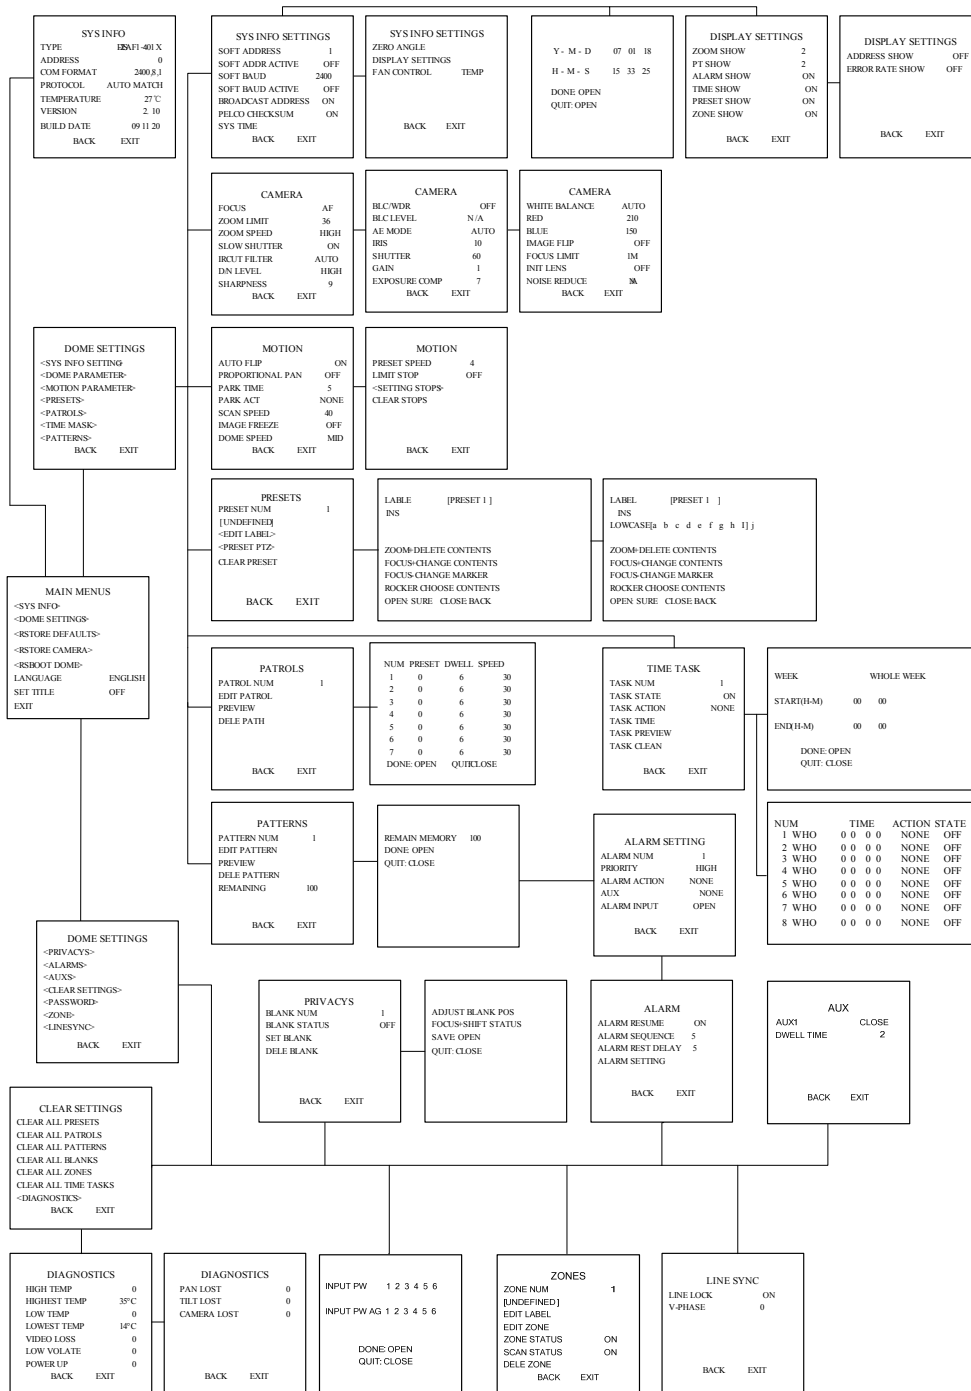 SYS INFO
TYPE
ADDRESS 0
COM FORMAT 2400,8,1
PROTOCOL AUTO MATCH
TEMPERATURE 27℃
VERSION 2. 10
BUILD DATE 09 11 20
BACK EXIT
SYS INFO SETTINGS
SOFT ADDRESS 1
SOFT ADDR ACTIVE OFF
SOFT BAUD 2400
SOFT BAUD ACTIVE OFF
BROADCAST ADDRESS ON
PELCO CHECKSUM ON
SYS TIME
BACK EXIT
SYS INFO SETTINGS
ZERO ANGLE
DISPLAY SETTINGS
FAN CONTROL TEMP
BACK EXIT
Y - M - D 07 01 18
H - M - S 15 33 25
DONE: OPEN
QUIT: OPEN
DISPLAY SETTINGS
ZOOM SHOW 2
PT SHOW 2
ALARM SHOW ON
TIME SHOW ON
PRESET SHOW ON
ZONE SHOW ON
BACK EXIT
DISPLAY SETTINGS
ADDRESS SHOW OFF
ERROR RATE SHOW OFF
BACK EXIT
CAMERA
FOCUS AF
ZOOM LIMIT 36
ZOOM SPEED HIGH
SLOW SHUTTER ON
IRCUT FILTER AUTO
D/N LEVEL HIGH
SHARPNESS 9
BACK EXIT
CAMERA
BLC/WDR OFF
BLC LEVEL N/A
AE MODE AUTO
IRIS 10
SHUTTER 60
GAIN 1
EXPOSURE COMP 7
BACK EXIT
CAMERA
WHITE BALANCE AUTO
RED 210
BLUE 150
IMAGE FLIP OFF
FOCUS LIMIT 1M
INIT LENS OFF
NOISE REDUCE
BACK EXIT
DOME SETTINGS
<SYS INFO SETTING>
<DOME PARAMETER>
<MOTION PARAMETER>
<PRESETS>
<PATROLS>
<TIME MASK>
<PATTERNS>
BACK EXIT
MOTION
AUTO FLIP ON
PROPORTIONAL PAN OFF
PARK TIME 5
PARK ACT NONE
SCAN SPEED 40
IMAGE FREEZE OFF
DOME SPEED MID
BACK EXIT
MOTION
PRESET SPEED 4
LIMIT STOP OFF
<SETTING STOPS>
CLEAR STOPS
BACK EXIT
PRESETS
PRESET NUM 1
[UNDEFINED]
<EDIT LABEL>
<PRESET PTZ>
CLEAR PRESET
BACK EXIT
LABLE [PRESET 1 ]
INS
ZOOM+DELETE CONTENTS
FOCUS+CHANGE CONTENTS
FOCUS-CHANGE MARKER
ROCKER CHOOSE CONTENTS
OPEN: SURE CLOSE BACK
LABEL [PRESET 1 ]
INS
LOWCASE[a b c d e f g h I] j
ZOOM+DELETE CONTENTS
FOCUS+CHANGE CONTENTS
FOCUS-CHANGE MARKER
ROCKER CHOOSE CONTENTS
OPEN: SURE CLOSE BACK
MAIN MENUS
<SYS INFO>
<DOME SETTINGS>
<RSTORE DEFAULTS>
<RSTORE CAMERA>
<RSBOOT DOME>
LANGUAGE ENGLISH
SET TITLE OFF
EXIT
PATROLS
PATROL NUM 1
EDIT PATROL
PREVIEW
DELE PATH
BACK EXIT
NUM PRESET DWELL SPEED
1 0 6 30
2 0 6 30
3 0 6 30
4 0 6 30
5 0 6 30
6 0 6 30
7 0 6 30
DONE: OPEN QUIT:CLOSE
TIME TASK
TASK NUM 1
TASK STATE ON
TASK ACTION NONE
TASK TIME
TASK PREVIEW
TASK CLEAN
BACK EXIT
WEEK WHOLE WEEK
START(H-M) 00 00
END(H-M) 00 00
DONE: OPEN
QUIT: CLOSE
PATTERNS
PATTERN NUM 1
EDIT PATTERN
PREVIEW
DELE PATTERN
REMAINING 100
BACK EXIT
REMAIN MEMORY 100
DONE: OPEN
QUIT: CLOSE
ALARM SETTING
ALARM NUM 1
PRIORITY HIGH
ALARM ACTION NONE
AUX NONE
ALARM INPUT OPEN
BACK EXIT
NUM TIME ACTION STATE
1 WHO 0 0 0 0 NONE OFF
2 WHO 0 0 0 0 NONE OFF
3 WHO 0 0 0 0 NONE OFF
4 WHO 0 0 0 0 NONE OFF
5 WHO 0 0 0 0 NONE OFF
6 WHO 0 0 0 0 NONE OFF
7 WHO 0 0 0 0 NONE OFF
8 WHO 0 0 0 0 NONE OFF
DOME SETTINGS
<PRIVACYS>
<ALARMS>
<AUXS>
<CLEAR SETTINGS>
<PASSWORD>
<ZONE>
<LINESYNC>
BACK EXIT
PRIVACYS
BLANK NUM 1
BLANK STATUS OFF
SET BLANK
DELE BLANK
BACK EXIT
ADJUST BLANK POS
FOCUS+SHIFT STATUS
SAVE: OPEN
QUIT: CLOSE
ALARM
ALARM RESUME ON
ALARM SEQUENCE 5
ALARM REST DELAY 5
ALARM SETTING
BACK EXIT
AUX
AUX1 CLOSE
DWELL TIME 2
BACK EXIT
CLEAR SETTINGS
CLEAR ALL PRESETS
CLEAR ALL PATROLS
CLEAR ALL PATTERNS
CLEAR ALL BLANKS
CLEAR ALL ZONES
CLEAR ALL TIME TASKS
<DIAGNOSTICS>
BACK EXIT
DIAGNOSTICS
HIGH TEMP 0
HIGHEST TEMP 35°C
LOW TEMP 0
LOWEST TEMP 14°C
VIDEO LOSS 0
LOW VOLATE 0
POWER UP 0
BACK EXIT
DIAGNOSTICS
PAN LOST 0
TILT LOST 0
CAMERA LOST 0
BACK EXIT
INPUT PW 1 2 3 4 5 6
INPUT PW AG 1 2 3 4 5 6
DONE: OPEN
QUIT: CLOSE
ZONES
ZONE NUM 1
[UNDEFINED]
EDIT LABEL
EDIT ZONE
ZONE STATUS ON
SCAN STATUS ON
DELE ZONE
BACK EXIT
LINE SYNC
LINE LOCK ON
V-PHASE 0
BACK EXIT